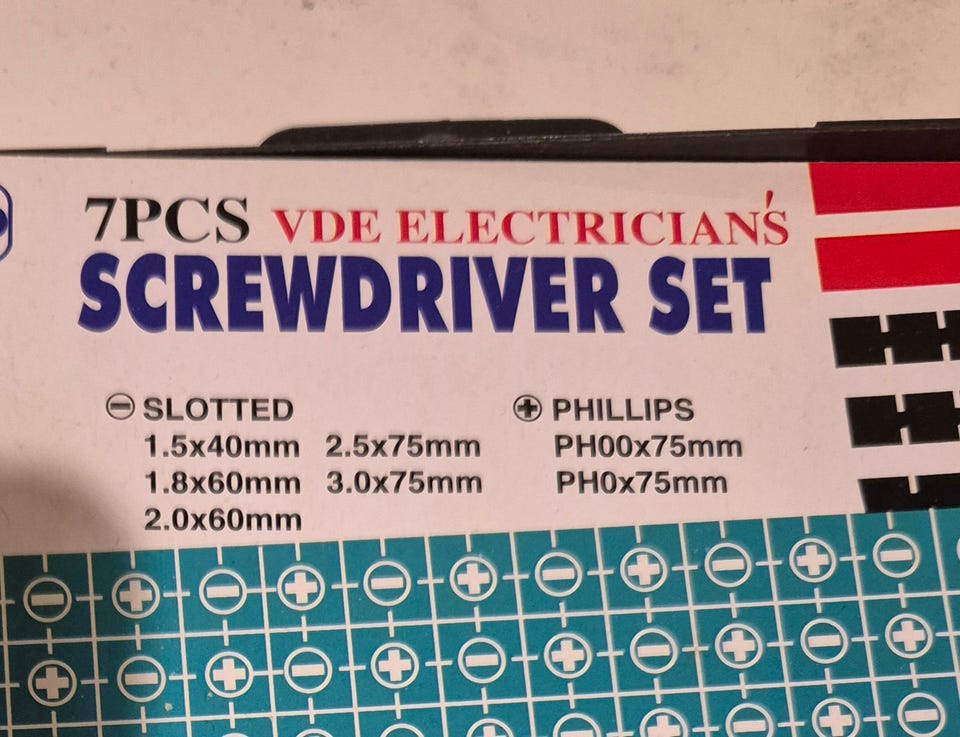 7PCS VDE ELECTRICIAN'S
SCREWDRIVER SET
SLOTTED
1.5x40mm 2.5x75mm
1.8x60mm 3.0x75mm
2.0x60mm
PHILLIPS
PH00x75mm
PH0x75mm